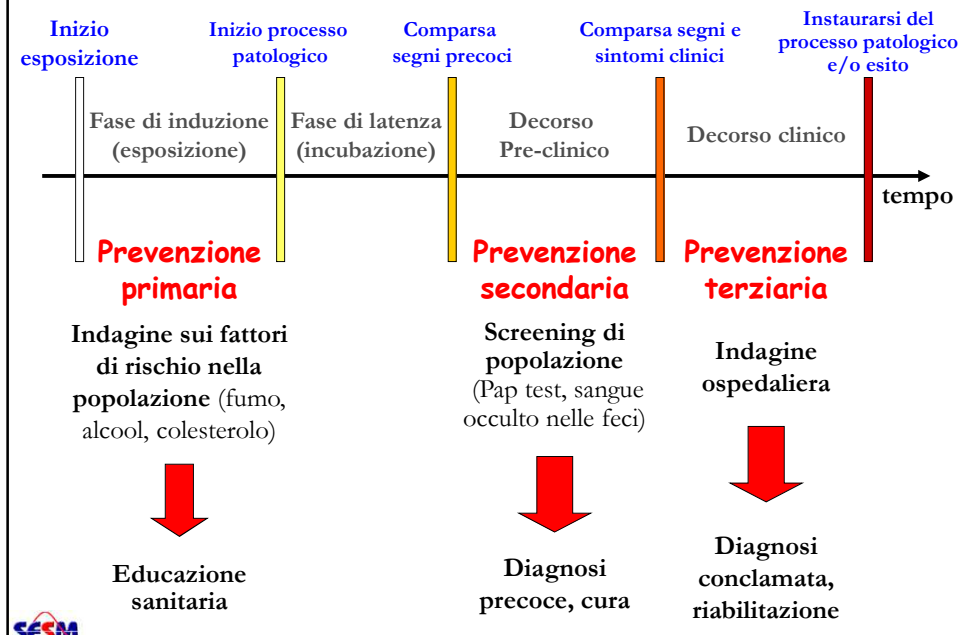 Inizio
esposizione
Inizio processo
patologico
Comparsa
segni precoci
Comparsa segni e
sintomi clinici
Instaurarsi del
processo patologico
e/o esito
Fase di induzione
(esposizione)
Fase di latenza
(incubazione)
Decorso
Pre-clinico
Decorso clinico
tempo
Prevenzione
primaria
Prevenzione
secondaria
Prevenzione
terziaria
Indagine sui fattori
di rischio nella
popolazione (fumo,
alcool, colesterolo)
Screening di
popolazione
(Pap test, sangue
occulto nelle feci)
Indagine
ospedaliera
Educazione
sanitaria
Diagnosi
precoce, cura
Diagnosi
conclamata,
riabilitazione
SESM